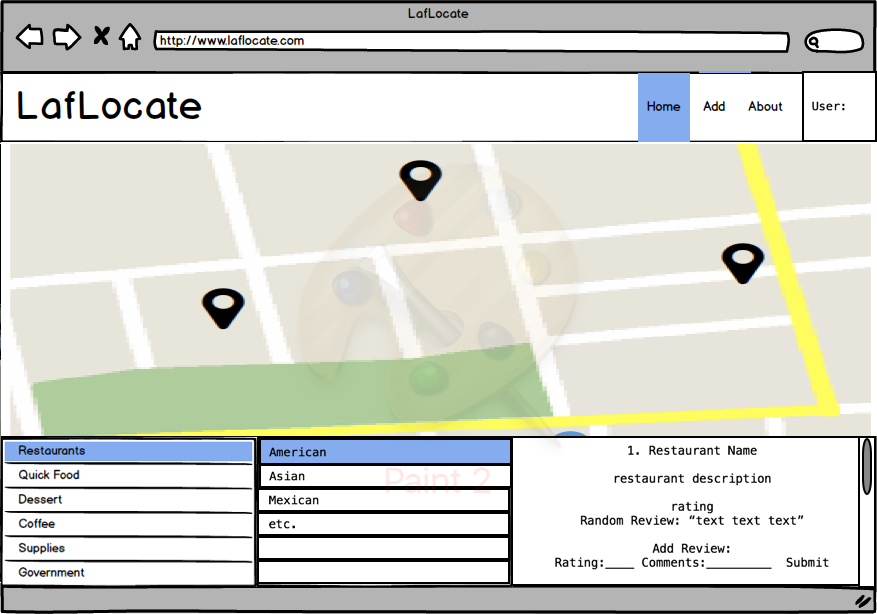 LafLocate
http://www.laflocate.com
LafLocate
Home Add About User:
Restaurants
Quick Food
Dessert
Coffee
Supplies
Government
American
Asian
Mexican
etc.
Paint 2
1. Restaurant Name
restaurant description
rating
Random Review: “text text text”
Add Review:
Rating:____ Comments:_________ Submit